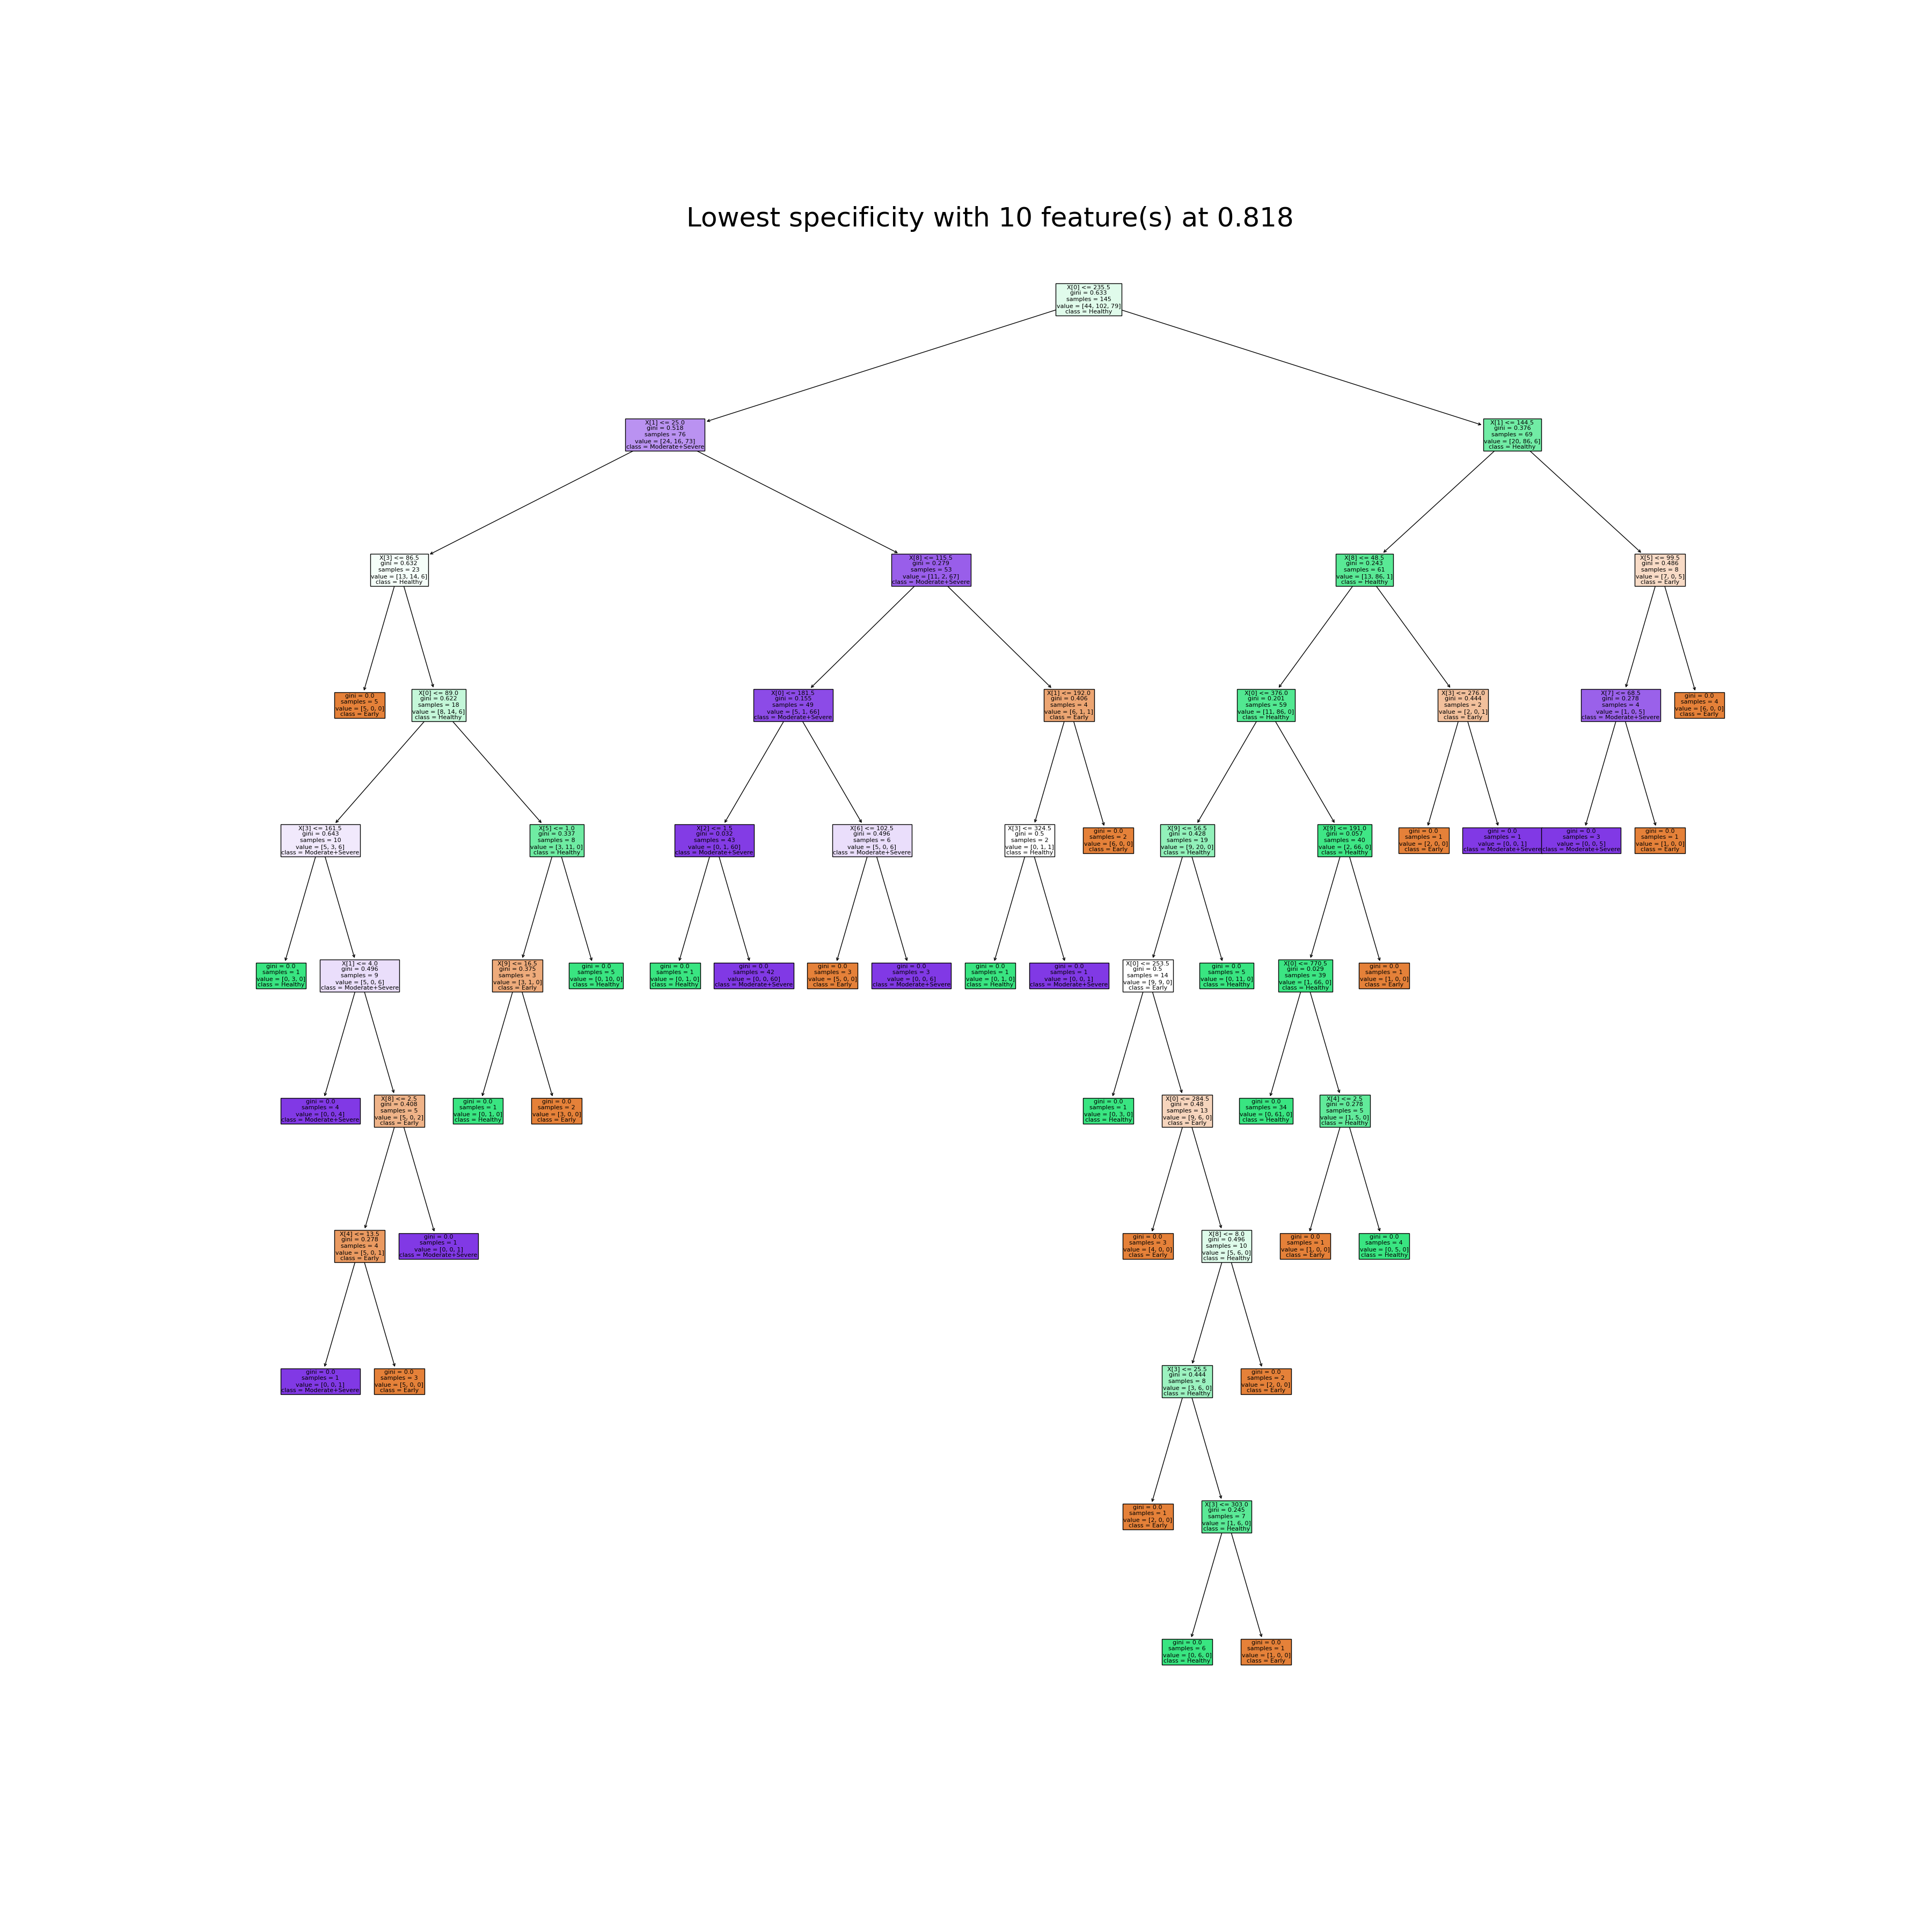 Lowest specificity with 10 feature(s) at 0.818
X[0] <= 235.5
gini = 0.633
samples = 145
value = [44, 102, 79]
class = Healthy
X[1] <= 25.0
gini = 0.518
samples = 76
value = [24, 16, 73]
class = Moderate+Severe
X[1] <= 144.5
gini = 0.376
samples = 69
value = [20, 86, 6]
class = Healthy
X[3] <= 86.5
gini = 0.632
samples = 23
value = [13, 14, 6]
class = Healthy
X[8] <= 115.5
gini = 0.279
samples = 53
value = [11, 2, 67]
class = Moderate+Severe
X[8] <= 48.5
gini = 0.243
samples = 61
value = [13, 86, 1]
class = Healthy
X[5] <= 99.5
gini = 0.486
samples = 8
value = [7, 0, 5]
class = Early
gini = 0.0
samples = 5
value = [5, 0, 0]
class = Early
X[0] <= 89.0
gini = 0.622
samples = 18
value = [8, 14, 6]
class = Healthy
X[0] <= 181.5
gini = 0.155
samples = 49
value = [5, 1, 66]
class = Moderate+Severe
X[1] <= 192.0
gini = 0.406
samples = 4
value = [6, 1, 1]
class = Early
X[0] <= 376.0
gini = 0.201
samples = 59
value = [11, 86, 0]
class = Healthy
X[3] <= 276.0
gini = 0.444
samples = 2
value = [2, 0, 1]
class = Early
X[7] <= 68.5
gini = 0.278
samples = 4
value = [1, 0, 5]
class = Moderate+Severe
gini = 0.0
samples = 4
value = [6, 0, 0]
class = Early
X[3] <= 161.5
gini = 0.643
samples = 10
value = [5, 3, 6]
class = Moderate+Severe
X[5] <= 1.0
gini = 0.337
samples = 8
value = [3, 11, 0]
class = Healthy
X[2] <= 1.5
gini = 0.032
samples = 43
value = [0, 1, 60]
class = Moderate+Severe
X[6] <= 102.5
gini = 0.496
samples = 6
value = [5, 0, 6]
class = Moderate+Severe
X[3] <= 324.5
gini = 0.5
samples = 2
value = [0, 1, 1]
class = Healthy
gini = 0.0
samples = 2
value = [6, 0, 0]
class = Early
X[9] <= 56.5
gini = 0.428
samples = 19
value = [9, 20, 0]
class = Healthy
X[9] <= 191.0
gini = 0.057
samples = 40
value = [2, 66, 0]
class = Healthy
gini = 0.0
samples = 1
value = [2, 0, 0]
class = Early
gini = 0.0
samples = 1
value = [0, 0, 1]
class = Moderate+Severe
gini = 0.0
samples = 3
value = [0, 0, 5]
class = Moderate+Severe
gini = 0.0
samples = 1
value = [1, 0, 0]
class = Early
gini = 0.0
samples = 1
value = [0, 3, 0]
class = Healthy
X[1] <= 4.0
gini = 0.496
samples = 9
value = [5, 0, 6]
class = Moderate+Severe
X[9] <= 16.5
gini = 0.375
samples = 3
value = [3, 1, 0]
class = Early
gini = 0.0
samples = 5
value = [0, 10, 0]
class = Healthy
gini = 0.0
samples = 1
value = [0, 1, 0]
class = Healthy
gini = 0.0
samples = 42
value = [0, 0, 60]
class = Moderate+Severe
gini = 0.0
samples = 3
value = [5, 0, 0]
class = Early
gini = 0.0
samples = 3
value = [0, 0, 6]
class = Moderate+Severe
gini = 0.0
samples = 1
value = [0, 1, 0]
class = Healthy
gini = 0.0
samples = 1
value = [0, 0, 1]
class = Moderate+Severe
X[0] <= 253.5
gini = 0.5
samples = 14
value = [9, 9, 0]
class = Early
gini = 0.0
samples = 5
value = [0, 11, 0]
class = Healthy
X[0] <= 770.5
gini = 0.029
samples = 39
value = [1, 66, 0]
class = Healthy
gini = 0.0
samples = 1
value = [1, 0, 0]
class = Early
gini = 0.0
samples = 4
value = [0, 0, 4]
class = Moderate+Severe
X[8] <= 2.5
gini = 0.408
samples = 5
value = [5, 0, 2]
class = Early
gini = 0.0
samples = 1
value = [0, 1, 0]
class = Healthy
gini = 0.0
samples = 2
value = [3, 0, 0]
class = Early
gini = 0.0
samples = 1
value = [0, 3, 0]
class = Healthy
X[0] <= 284.5
gini = 0.48
samples = 13
value = [9, 6, 0]
class = Early
gini = 0.0
samples = 34
value = [0, 61, 0]
class = Healthy
X[4] <= 2.5
gini = 0.278
samples = 5
value = [1, 5, 0]
class = Healthy
X[4] <= 13.5
gini = 0.278
samples = 4
value = [5, 0, 1]
class = Early
gini = 0.0
samples = 1
value = [0, 0, 1]
class = Moderate+Severe
gini = 0.0
samples = 3
value = [4, 0, 0]
class = Early
X[8] <= 8.0
gini = 0.496
samples = 10
value = [5, 6, 0]
class = Healthy
gini = 0.0
samples = 1
value = [1, 0, 0]
class = Early
gini = 0.0
samples = 4
value = [0, 5, 0]
class = Healthy
gini = 0.0
samples = 1
value = [0, 0, 1]
class = Moderate+Severe
gini = 0.0
samples = 3
value = [5, 0, 0]
class = Early
X[3] <= 25.5
gini = 0.444
samples = 8
value = [3, 6, 0]
class = Healthy
gini = 0.0
samples = 2
value = [2, 0, 0]
class = Early
gini = 0.0
samples = 1
value = [2, 0, 0]
class = Early
X[3] <= 303.0
gini = 0.245
samples = 7
value = [1, 6, 0]
class = Healthy
gini = 0.0
samples = 6
value = [0, 6, 0]
class = Healthy
gini = 0.0
samples = 1
value = [1, 0, 0]
class = Early